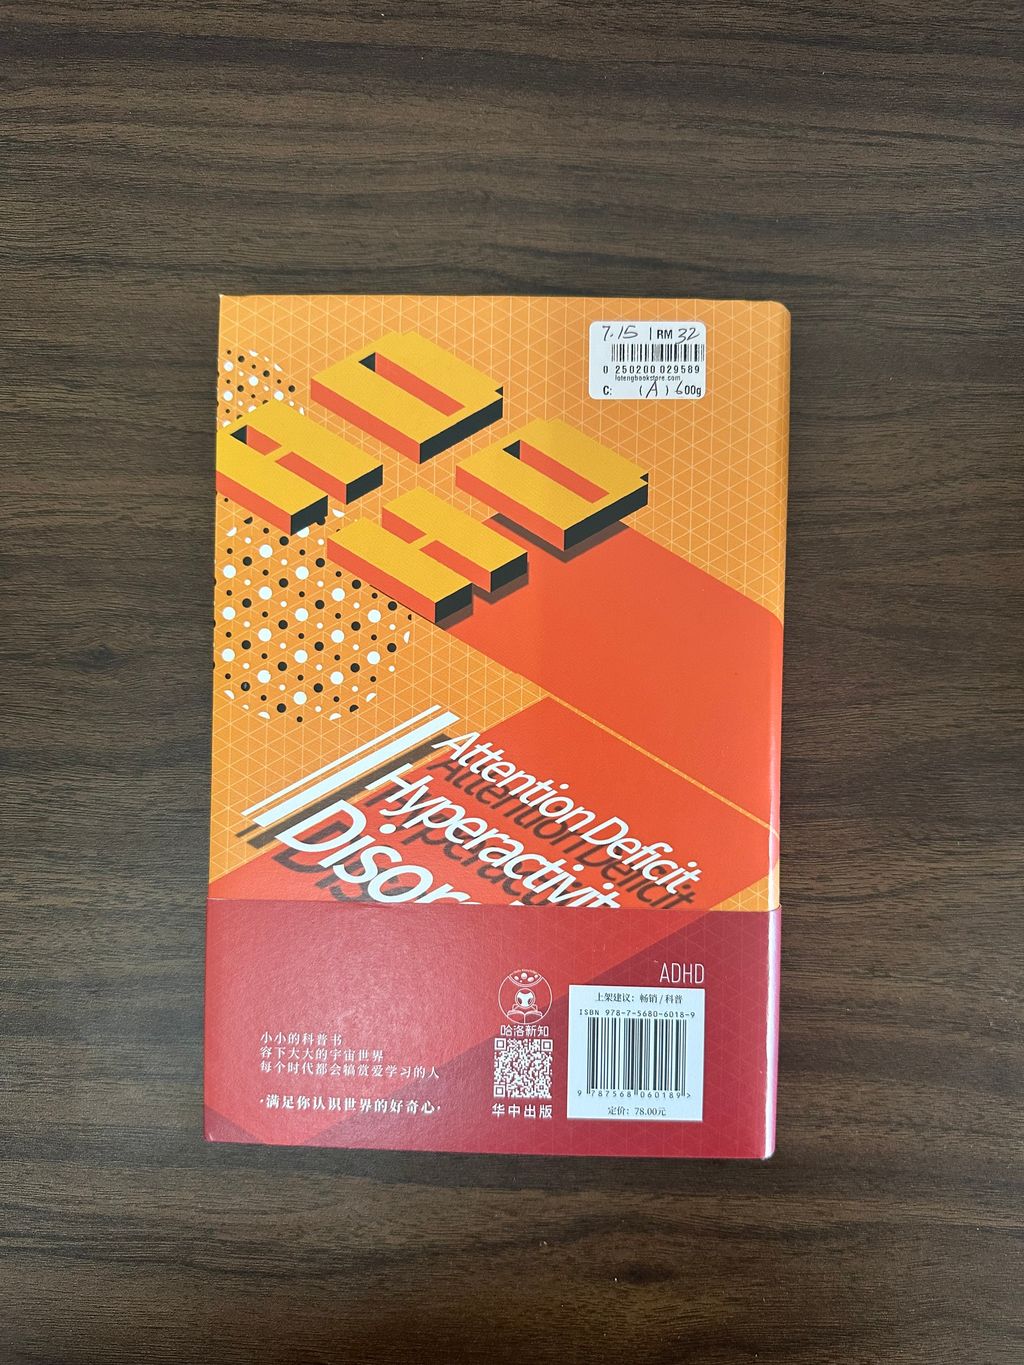 7.15 | RM 32
0 250200 029589
lotengbookstore.com
C: (A) 600g
ADHD
Attention Deficit
Hyperactivit
Disor
ADHD
上架建议：畅销/科普
ISBN 978-7-5680-6018-9
9 787568 060189 >
定价：78.00元
哈洛新知
华中出版
小小的科普书
容下大大的宇宙世界
每个时代都会犒赏爱学习的人
·满足你认识世界的好奇心·